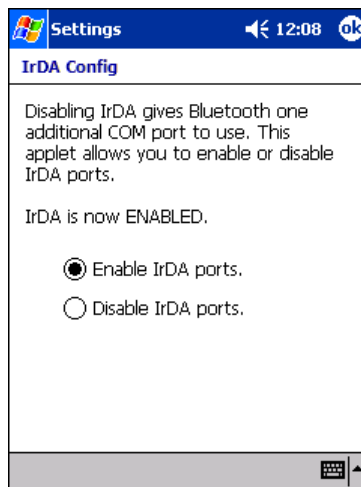 Settings 12:08 ok
IrDA Config
Disabling IrDA gives Bluetooth one
additional COM port to use. This
applet allows you to enable or disable
IrDA ports.
IrDA is now ENABLED.
Enable IrDA ports.
Disable IrDA ports.